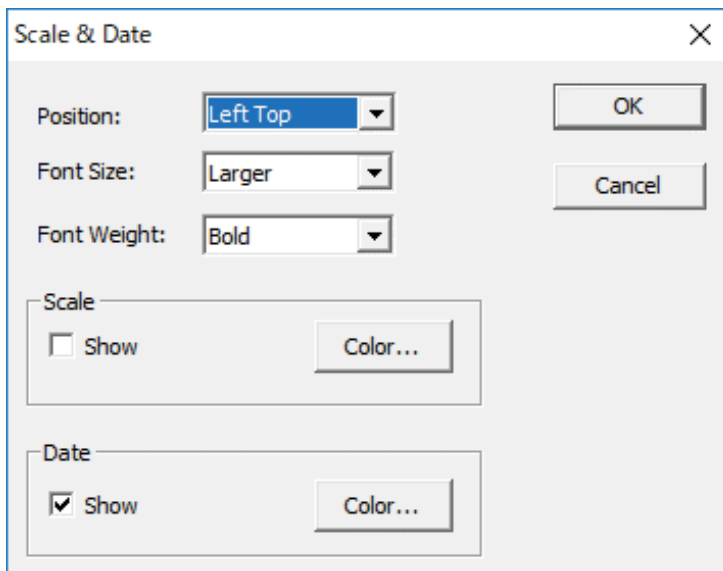 Scale & Date
Position: Left Top OK
Font Size: Larger Cancel
Font Weight: Bold
Scale
Show Color...
Date
Show Color...